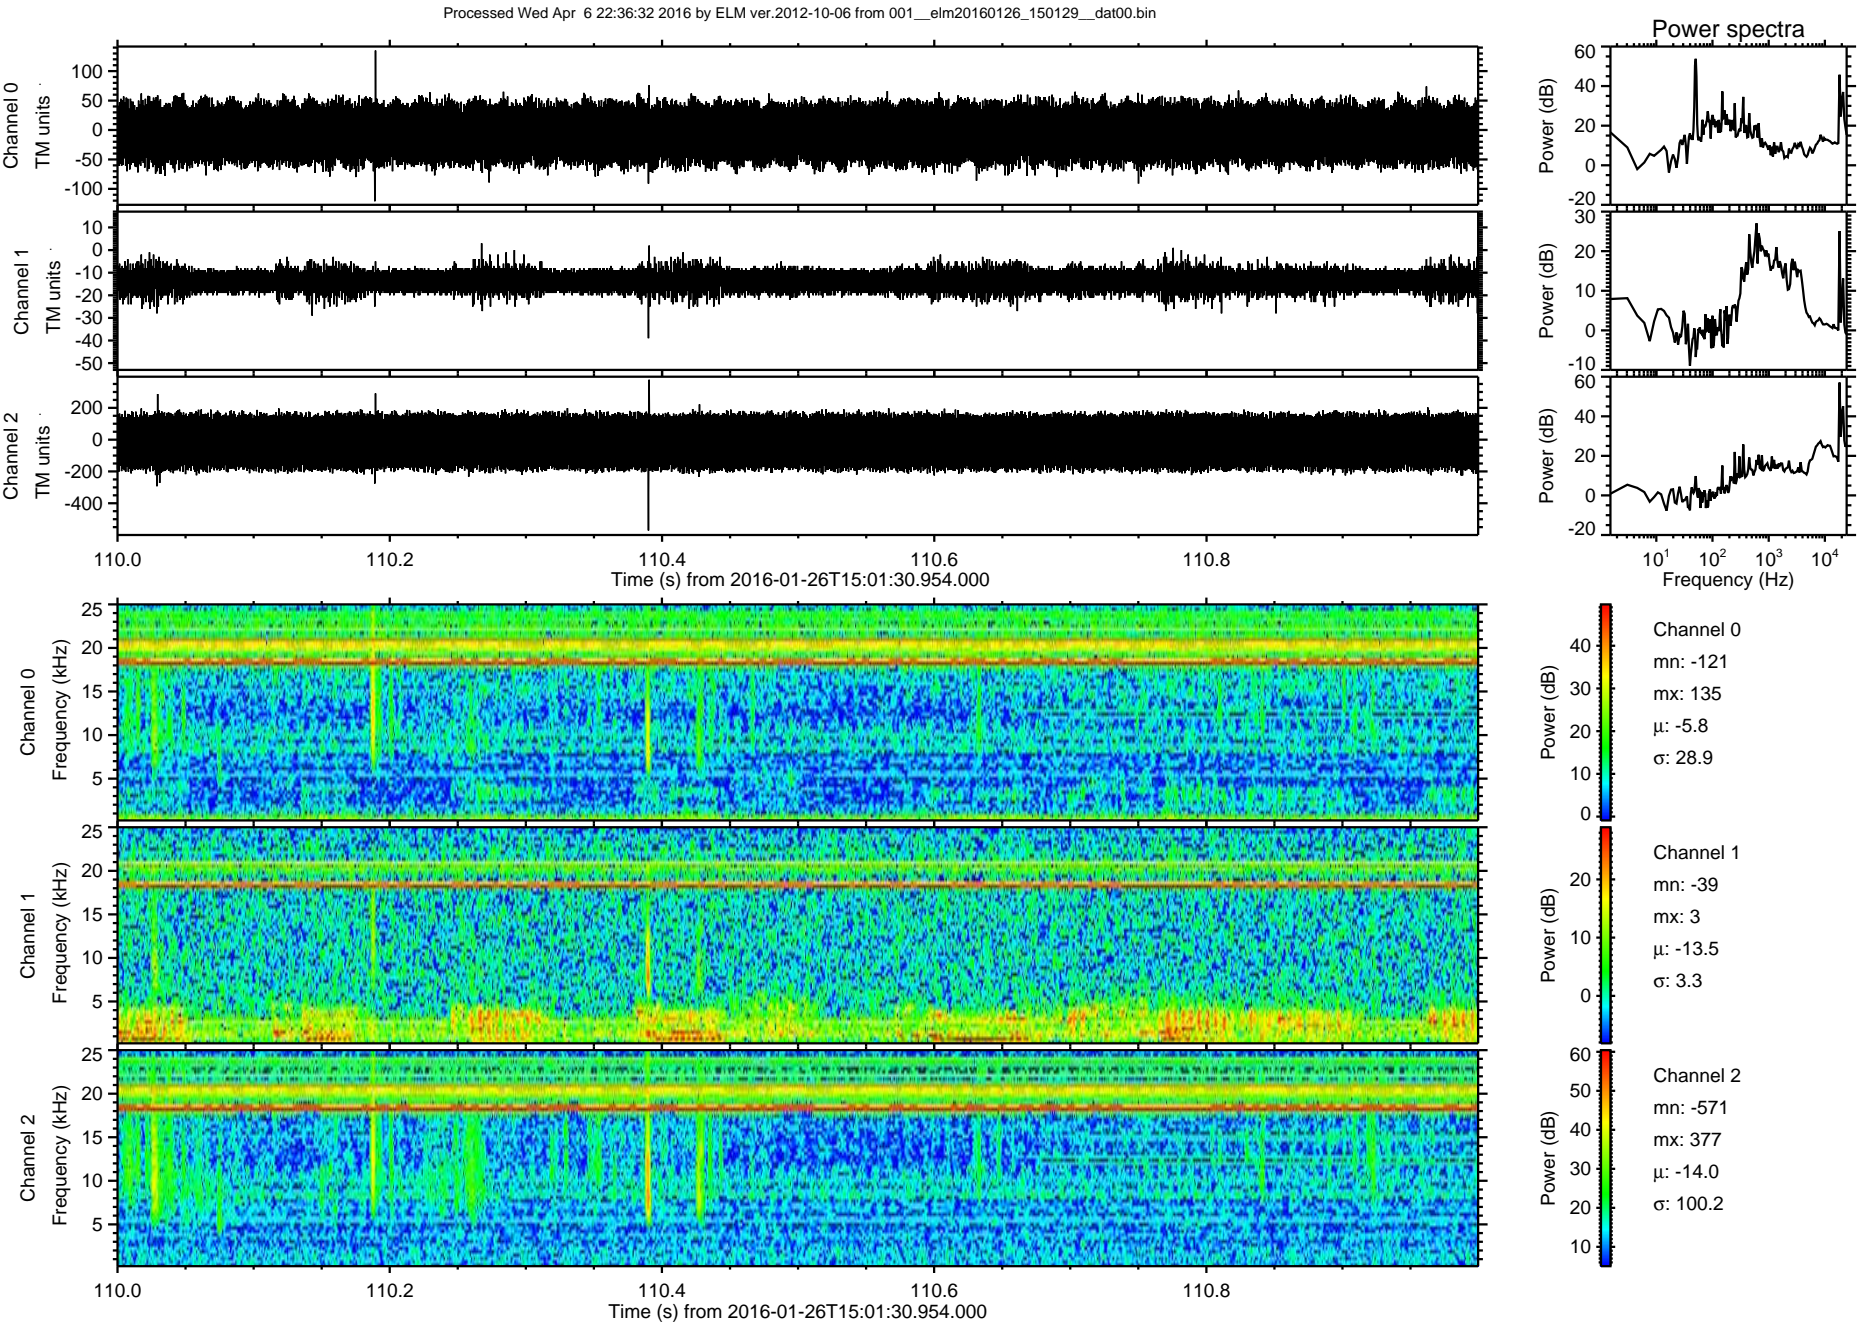 Processed Wed Apr  6 22:36:32 2016 by ELM ver.2012-10-06 from 001__elm20160126_150129__dat00.bin
Power spectra
Channel 0
TM units
100
50
0
-50
-100
Power (dB)
60
40
20
0
-20
Channel 1
TM units
10
0
-10
-20
-30
-40
-50
Power (dB)
30
20
10
0
-10
Channel 2
TM units
200
0
-200
-400
Power (dB)
60
40
20
0
-20
110.0 110.2 110.4 110.6 110.8
Time (s) from 2016-01-26T15:01:30.954.000
10¹ 10² 10³ 10⁴
Frequency (Hz)
Channel 0
Frequency (kHz)
25
20
15
10
5
Power (dB)
40
30
20
10
0
Channel 0
mn: -121
mx: 135
μ: -5.8
σ: 28.9
Channel 1
Frequency (kHz)
25
20
15
10
5
Power (dB)
20
10
0
Channel 1
mn: -39
mx: 3
μ: -13.5
σ: 3.3
Channel 2
Frequency (kHz)
25
20
15
10
5
Power (dB)
60
50
40
30
20
10
Channel 2
mn: -571
mx: 377
μ: -14.0
σ: 100.2
110.0 110.2 110.4 110.6 110.8
Time (s) from 2016-01-26T15:01:30.954.000